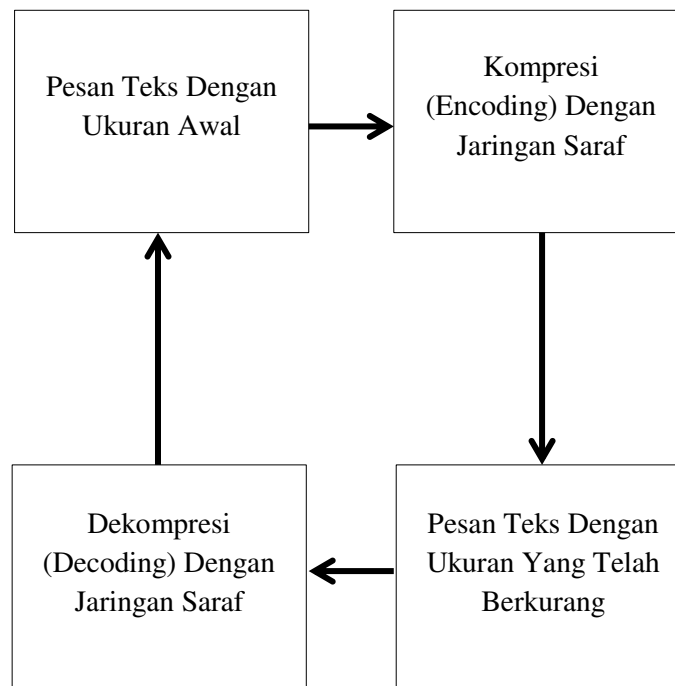 Pesan Teks Dengan
Ukuran Awal
Kompresi
(Encoding) Dengan
Jaringan Saraf
Dekompresi
(Decoding) Dengan
Jaringan Saraf
Pesan Teks Dengan
Ukuran Yang Telah
Berkurang